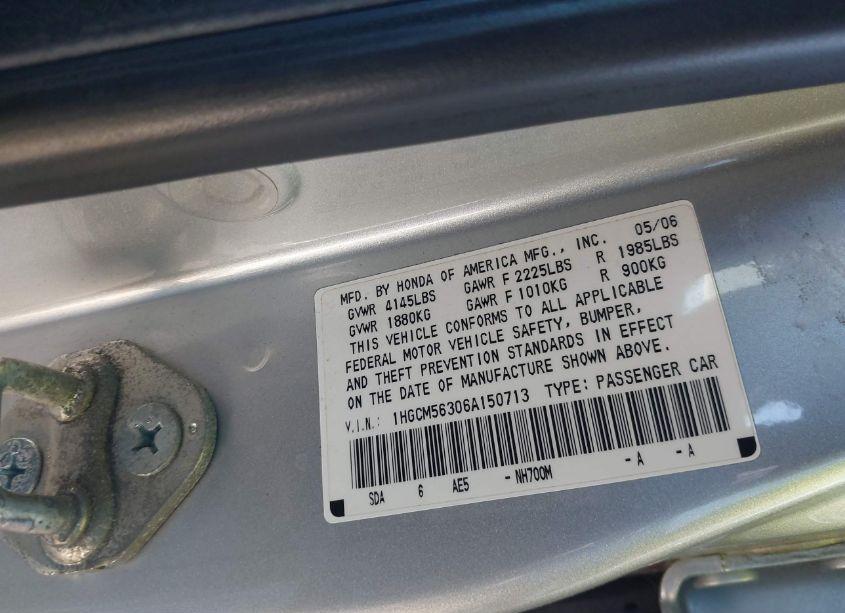 MFD. BY HONDA OF AMERICA MFG., INC. 05/06
GVWR 4145LBS GAWR F 2225LBS R 1985LBS
GVWR 1880KG GAWR F 1010KG R 900KG
THIS VEHICLE CONFORMS TO ALL APPLICABLE
FEDERAL MOTOR VEHICLE SAFETY, BUMPER,
AND THEFT PREVENTION STANDARDS IN EFFECT
ON THE DATE OF MANUFACTURE SHOWN ABOVE.
V.I.N.: 1HGCM56306A150713 TYPE: PASSENGER CAR
SDA 6 AE5 -NH700M -A -A